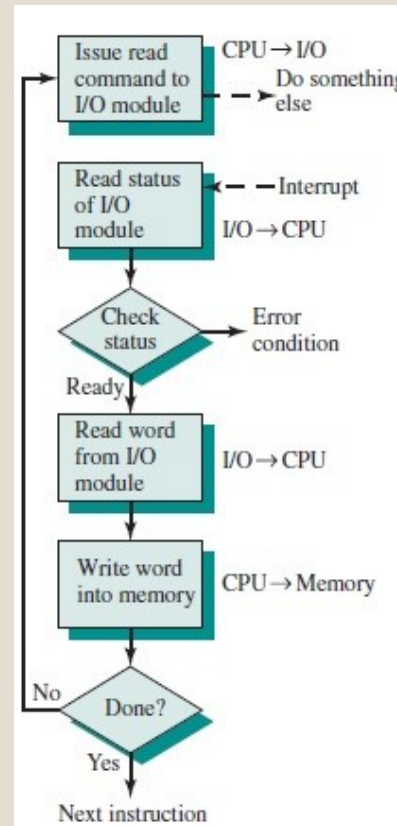 Issue read
command to
I/O module
CPU → I/O
Do something
else
Read status
of I/O
module
Interrupt
I/O → CPU
Check
status
Error
condition
Ready
Read word
from I/O
module
I/O → CPU
Write word
into memory
CPU → Memory
No
Done?
Yes
Next instruction